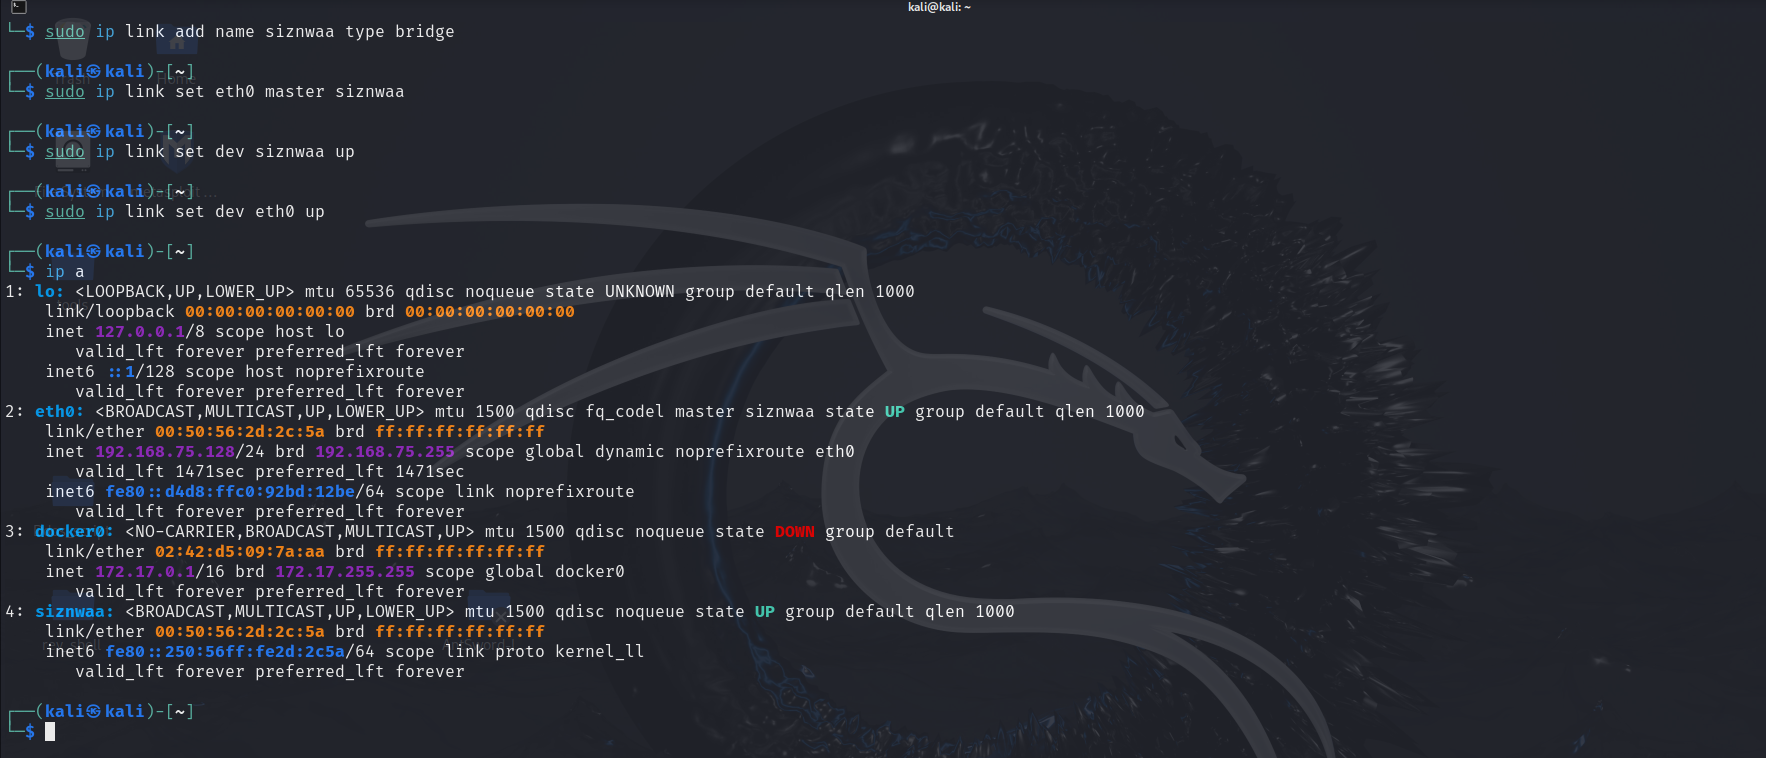 kali@kali: ~
└─$ sudo ip link add name siznwaa type bridge
┌──(kali㉿kali)-[~]
└─$ sudo ip link set eth0 master siznwaa
┌──(kali㉿kali)-[~]
└─$ sudo ip link set dev siznwaa up
┌──(kali㉿kali)-[~]
└─$ sudo ip link set dev eth0 up
┌──(kali㉿kali)-[~]
└─$ ip a
1: lo: <LOOPBACK,UP,LOWER_UP> mtu 65536 qdisc noqueue state UNKNOWN group default qlen 1000
    link/loopback 00:00:00:00:00:00 brd 00:00:00:00:00:00
    inet 127.0.0.1/8 scope host lo
       valid_lft forever preferred_lft forever
    inet6 ::1/128 scope host noprefixroute
       valid_lft forever preferred_lft forever
2: eth0: <BROADCAST,MULTICAST,UP,LOWER_UP> mtu 1500 qdisc fq_codel master siznwaa state UP group default qlen 1000
    link/ether 00:50:56:2d:2c:5a brd ff:ff:ff:ff:ff:ff
    inet 192.168.75.128/24 brd 192.168.75.255 scope global dynamic noprefixroute eth0
       valid_lft 1471sec preferred_lft 1471sec
    inet6 fe80::d4d8:ffc0:92bd:12be/64 scope link noprefixroute
       valid_lft forever preferred_lft forever
3: docker0: <NO-CARRIER,BROADCAST,MULTICAST,UP> mtu 1500 qdisc noqueue state DOWN group default
    link/ether 02:42:d5:09:7a:aa brd ff:ff:ff:ff:ff:ff
    inet 172.17.0.1/16 brd 172.17.255.255 scope global docker0
       valid_lft forever preferred_lft forever
4: siznwaa: <BROADCAST,MULTICAST,UP,LOWER_UP> mtu 1500 qdisc noqueue state UP group default qlen 1000
    link/ether 00:50:56:2d:2c:5a brd ff:ff:ff:ff:ff:ff
    inet6 fe80::250:56ff:fe2d:2c5a/64 scope link proto kernel_ll
       valid_lft forever preferred_lft forever
┌──(kali㉿kali)-[~]
└─$